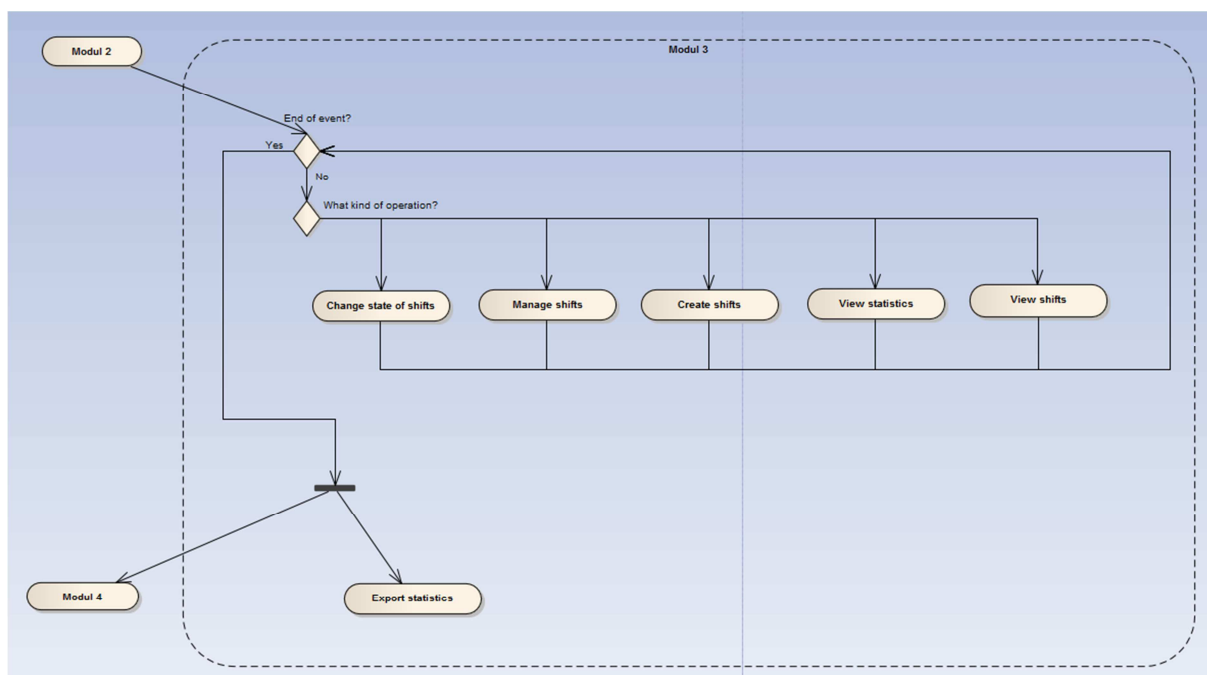 Modul 2
Modul 3
End of event?
Yes
No
What kind of operation?
Change state of shifts
Manage shifts
Create shifts
View statistics
View shifts
Modul 4
Export statistics